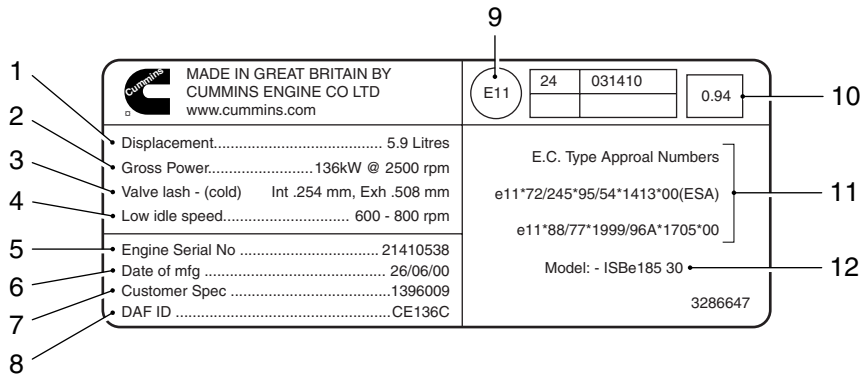 9
1
2
3
4
5
6
7
8
10
11
12
Cummins
MADE IN GREAT BRITAIN BY
CUMMINS ENGINE CO LTD
www.cummins.com
Displacement.................................. 5.9 Litres
Gross Power.......................136kW @ 2500 rpm
Valve lash - (cold) Int .254 mm, Exh .508 mm
Low idle speed......................... 600 - 800 rpm
Engine Serial No ............................. 21410538
Date of mfg ...................................... 26/06/00
Customer Spec ................................1396009
DAF ID ............................................CE136C
E11
24 031410
0.94
E.C. Type Approal Numbers
e11*72/245*95/54*1413*00(ESA)
e11*88/77*1999/96A*1705*00
Model: - ISBe185 30
3286647